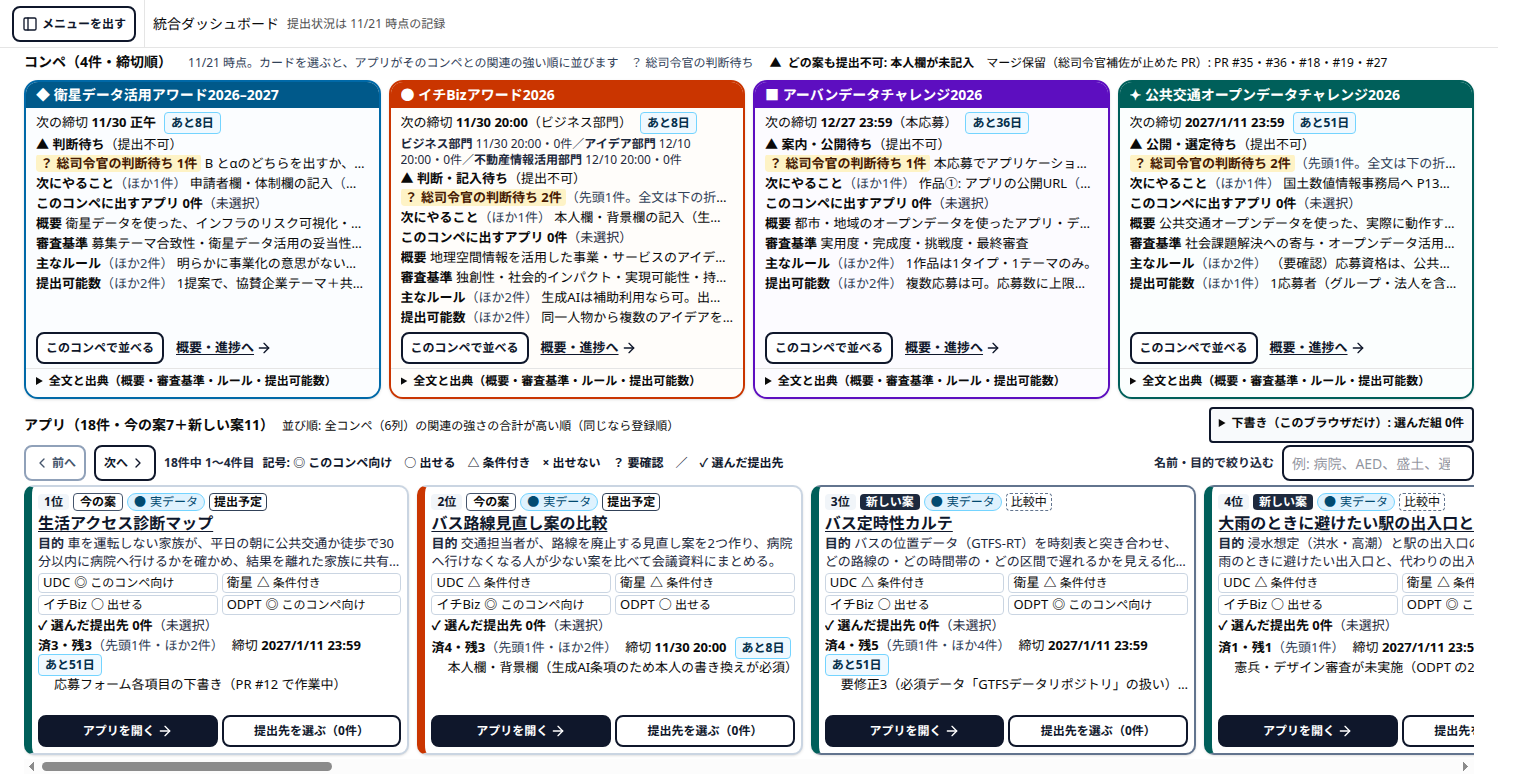 メニューを出す
統合ダッシュボード 提出状況は 11/21 時点の記録
コンペ（4件・締切順） 11/21 時点。カードを選ぶと、アプリがそのコンペとの関連の強い順に並びます ？ 総司令官の判断待ち ▲ どの案も提出不可: 本人欄が未記入 マージ保留（総司令官補佐が止めた PR）: PR #35・#36・#18・#19・#27
◆ 衛星データ活用アワード2026–2027
次の締切 11/30 正午 あと8日
▲ 判断待ち（提出不可）
？ 総司令官の判断待ち 1件 B とαのどちらを出すか、...
次にやること（ほか1件） 申請者欄・体制欄の記入（...
このコンペに出すアプリ 0件（未選択）
概要 衛星データを使った、インフラのリスク可視化・...
審査基準 募集テーマ合致性・衛星データ活用の妥当性...
主なルール（ほか2件） 明らかに事業化の意思がない...
提出可能数（ほか2件） 1提案で、協賛企業テーマ＋共...
このコンペで並べる 概要・進捗へ →
▶ 全文と出典（概要・審査基準・ルール・提出可能数）
● イチBizアワード2026
次の締切 11/30 20:00（ビジネス部門） あと8日
ビジネス部門 11/30 20:00・0件／アイデア部門 12/10
20:00・0件／不動産情報活用部門 12/10 20:00・0件
▲ 判断・記入待ち（提出不可）
？ 総司令官の判断待ち 2件（先頭1件。全文は下の折...
次にやること（ほか1件） 本人欄・背景欄の記入（生...
このコンペに出すアプリ 0件（未選択）
概要 地理空間情報を活用した事業・サービスのアイデ...
審査基準 独創性・社会的インパクト・実現可能性・持...
主なルール（ほか2件） 生成AIは補助利用なら可。出...
提出可能数（ほか2件） 同一人物から複数のアイデアを...
このコンペで並べる 概要・進捗へ →
▶ 全文と出典（概要・審査基準・ルール・提出可能数）
■ アーバンデータチャレンジ2026
次の締切 12/27 23:59（本応募） あと36日
▲ 案内・公開待ち（提出不可）
？ 総司令官の判断待ち 1件 本応募でアプリケーショ...
次にやること（ほか1件） 作品①: アプリの公開URL（...
このコンペに出すアプリ 0件（未選択）
概要 都市・地域のオープンデータを使ったアプリ・デ...
審査基準 実用度・完成度・挑戦度・最終審査
主なルール（ほか2件） 1作品は1タイプ・1テーマのみ。
提出可能数（ほか2件） 複数応募は可。応募数に上限...
このコンペで並べる 概要・進捗へ →
▶ 全文と出典（概要・審査基準・ルール・提出可能数）
✦ 公共交通オープンデータチャレンジ2026
次の締切 2027/1/11 23:59 あと51日
▲ 公開・選定待ち（提出不可）
？ 総司令官の判断待ち 2件（先頭1件。全文は下の折...
次にやること（ほか1件） 国土数値情報事務局へ P13...
このコンペに出すアプリ 0件（未選択）
概要 公共交通オープンデータを使った、実際に動作す...
審査基準 社会課題解決への寄与・オープンデータ活用...
主なルール（ほか2件） （要確認）応募資格は、公共...
提出可能数（ほか1件） 1応募者（グループ・法人を含...
このコンペで並べる 概要・進捗へ →
▶ 全文と出典（概要・審査基準・ルール・提出可能数）
アプリ（18件・今の案7＋新しい案11） 並び順: 全コンペ（6列）の関連の強さの合計が高い順（同じなら登録順）
▶ 下書き（このブラウザだけ）: 選んだ組 0件
前へ 次へ 18件中 1〜4件目 記号: ◎ このコンペ向け ○ 出せる △ 条件付き × 出せない ？ 要確認 ／ ✓ 選んだ提出先
名前・目的で絞り込む 例: 病院、AED、盛土、遅
1位 今の案 ● 実データ 提出予定
生活アクセス診断マップ
目的 車を運転しない家族が、平日の朝に公共交通か徒歩で30
分以内に病院へ行けるかを確かめ、結果を離れた家族に共有...
UDC ◎ このコンペ向け 衛星 △ 条件付き
イチBiz ○ 出せる ODPT ◎ このコンペ向け
✓ 選んだ提出先 0件（未選択）
済3・残3（先頭1件・ほか2件） 締切 2027/1/11 23:59
あと51日
応募フォーム各項目の下書き（PR #12 で作業中）
アプリを開く → 提出先を選ぶ（0件）
2位 今の案 ● 実データ 提出予定
バス路線見直し案の比較
目的 交通担当者が、路線を廃止する見直し案を2つ作り、病院
へ行けなくなる人が少ない案を比べて会議資料にまとめる。
UDC △ 条件付き 衛星 △ 条件付き
イチBiz ◎ このコンペ向け ODPT ○ 出せる
✓ 選んだ提出先 0件（未選択）
済4・残3（先頭1件・ほか2件） 締切 11/30 20:00 あと8日
本人欄・背景欄（生成AI条項のため本人の書き換えが必須）
アプリを開く → 提出先を選ぶ（0件）
3位 新しい案 ● 実データ 比較中
バス定時性カルテ
目的 バスの位置データ（GTFS-RT）を時刻表と突き合わせ、
どの路線の・どの時間帯の・どの区間で遅れるかを見える化...
UDC △ 条件付き 衛星 △ 条件付き
イチBiz ○ 出せる ODPT ◎ このコンペ向け
✓ 選んだ提出先 0件（未選択）
済4・残5（先頭1件・ほか4件） 締切 2027/1/11 23:59
あと51日
要修正3（必須データ「GTFSデータリポジトリ」の扱い）...
アプリを開く → 提出先を選ぶ（0件）
4位 新しい案 ● 実データ 比較中
大雨のときに避けたい駅の出入口と
目的 浸水想定（洪水・高潮）と駅の出入口の
雨のときに避けたい出入口と、代わりの出入
UDC △ 条件付き 衛星 △ 条件
イチBiz ○ 出せる ODPT ◎ こ
✓ 選んだ提出先 0件（未選択）
済1・残1（先頭1件） 締切 2027/1/11 23:5
憲兵・デザイン審査が未実施（ODPT の2
アプリを開く → 提出先を